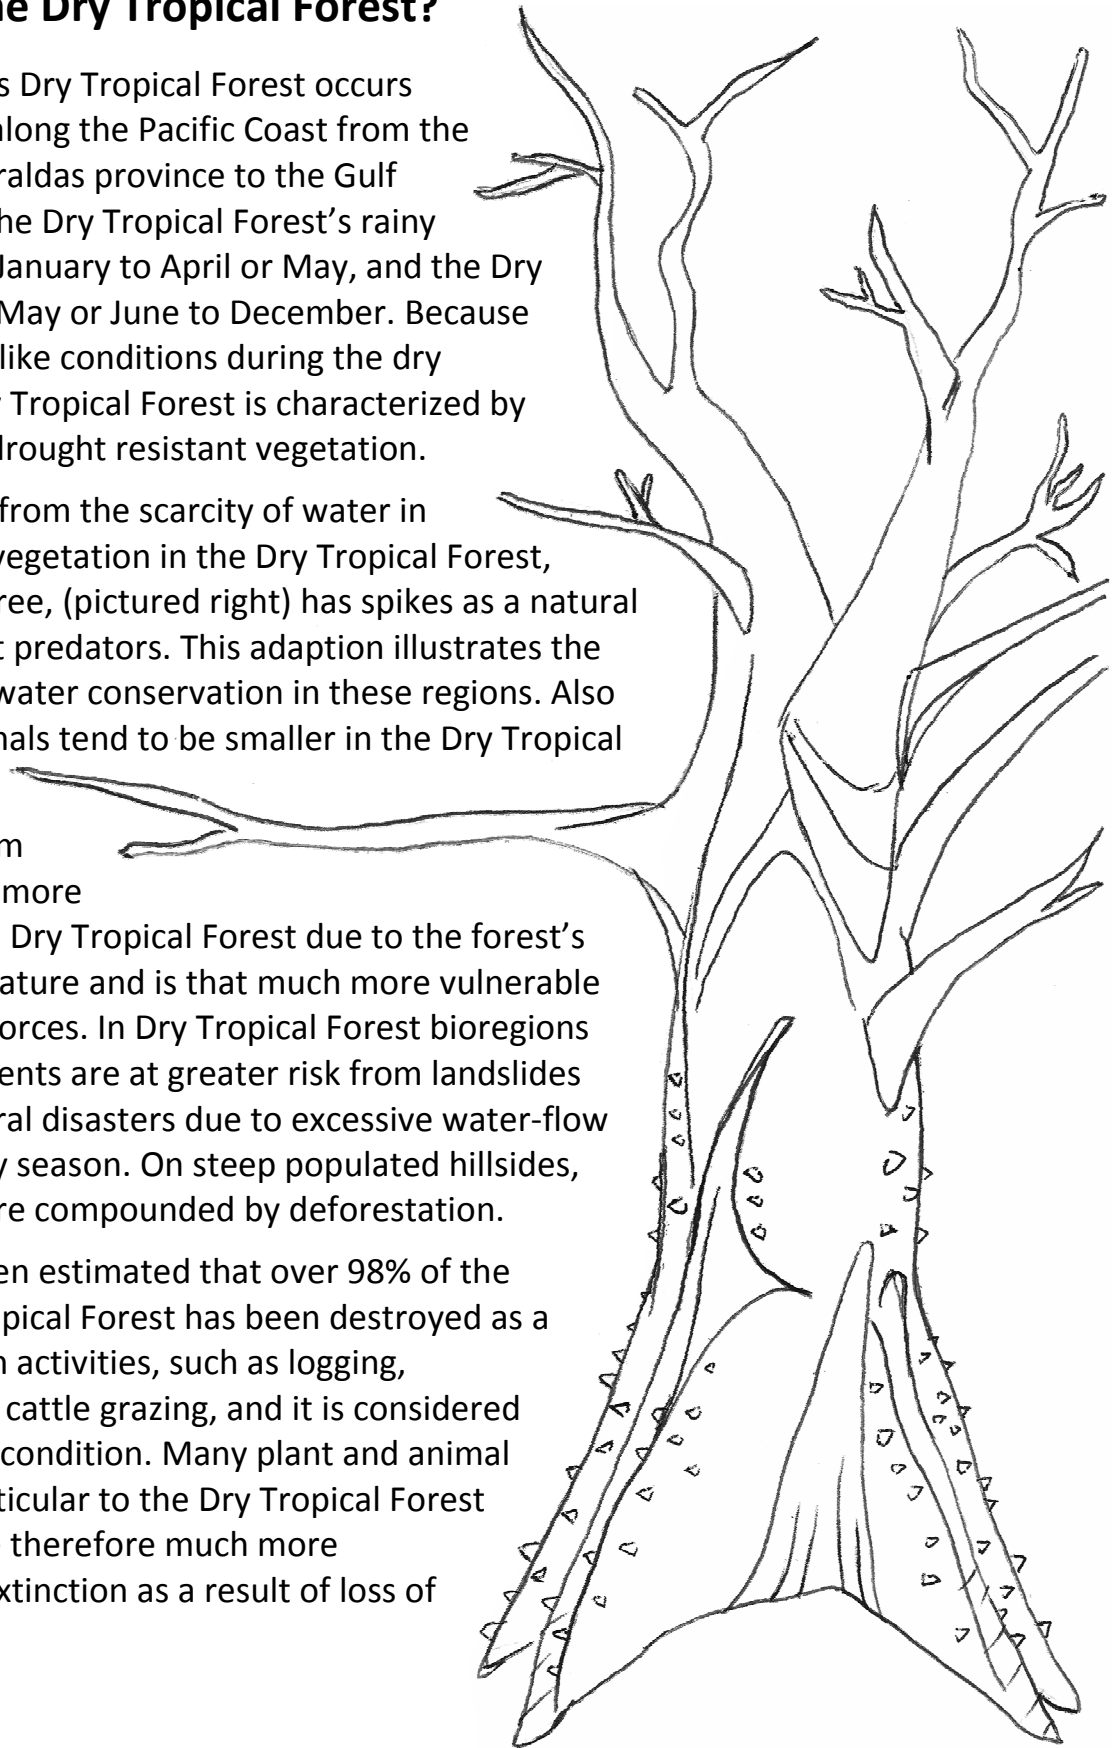 he Dry Tropical Forest?
s Dry Tropical Forest occurs
along the Pacific Coast from the
raldas province to the Gulf
he Dry Tropical Forest’s rainy
January to April or May, and the Dry
May or June to December. Because
like conditions during the dry
Tropical Forest is characterized by
drought resistant vegetation.
from the scarcity of water in
vegetation in the Dry Tropical Forest,
ree, (pictured right) has spikes as a natural
t predators. This adaption illustrates the
water conservation in these regions. Also
nals tend to be smaller in the Dry Tropical
m
more
Dry Tropical Forest due to the forest’s
ature and is that much more vulnerable
orces. In Dry Tropical Forest bioregions
ents are at greater risk from landslides
ral disasters due to excessive water-flow
y season. On steep populated hillsides,
re compounded by deforestation.
en estimated that over 98% of the
pical Forest has been destroyed as a
n activities, such as logging,
cattle grazing, and it is considered
condition. Many plant and animal
ticular to the Dry Tropical Forest
therefore much more
xtinction as a result of loss of